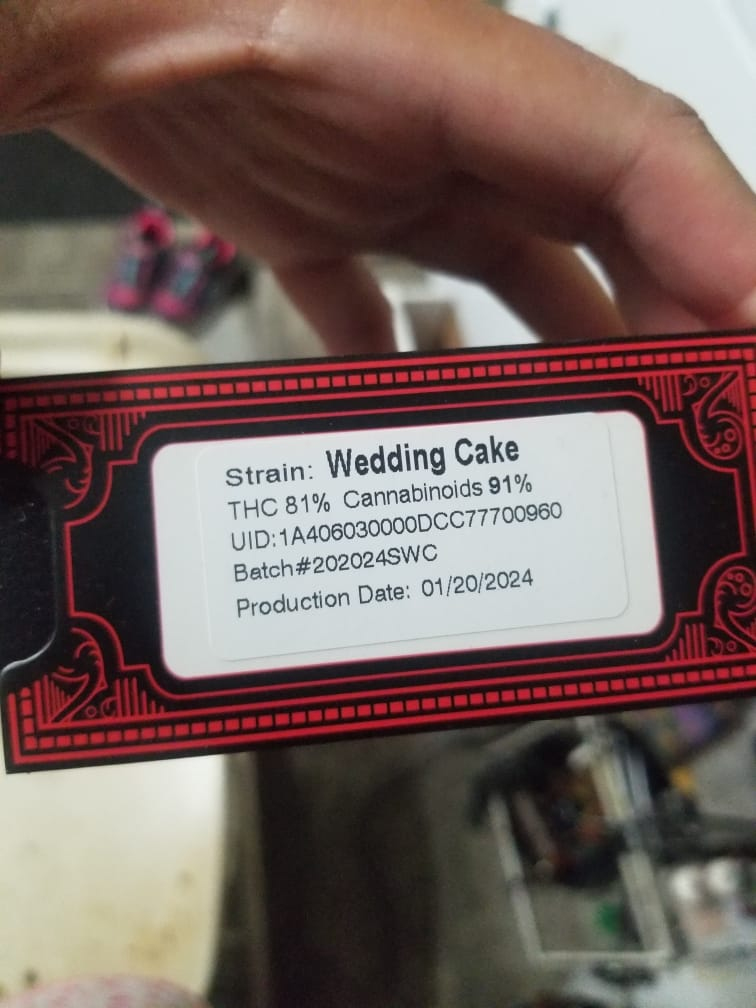 Strain: Wedding Cake
THC 81% Cannabinoids 91%
UID:1A406030000DCC77700960
Batch#202024SWC
Production Date: 01/20/2024